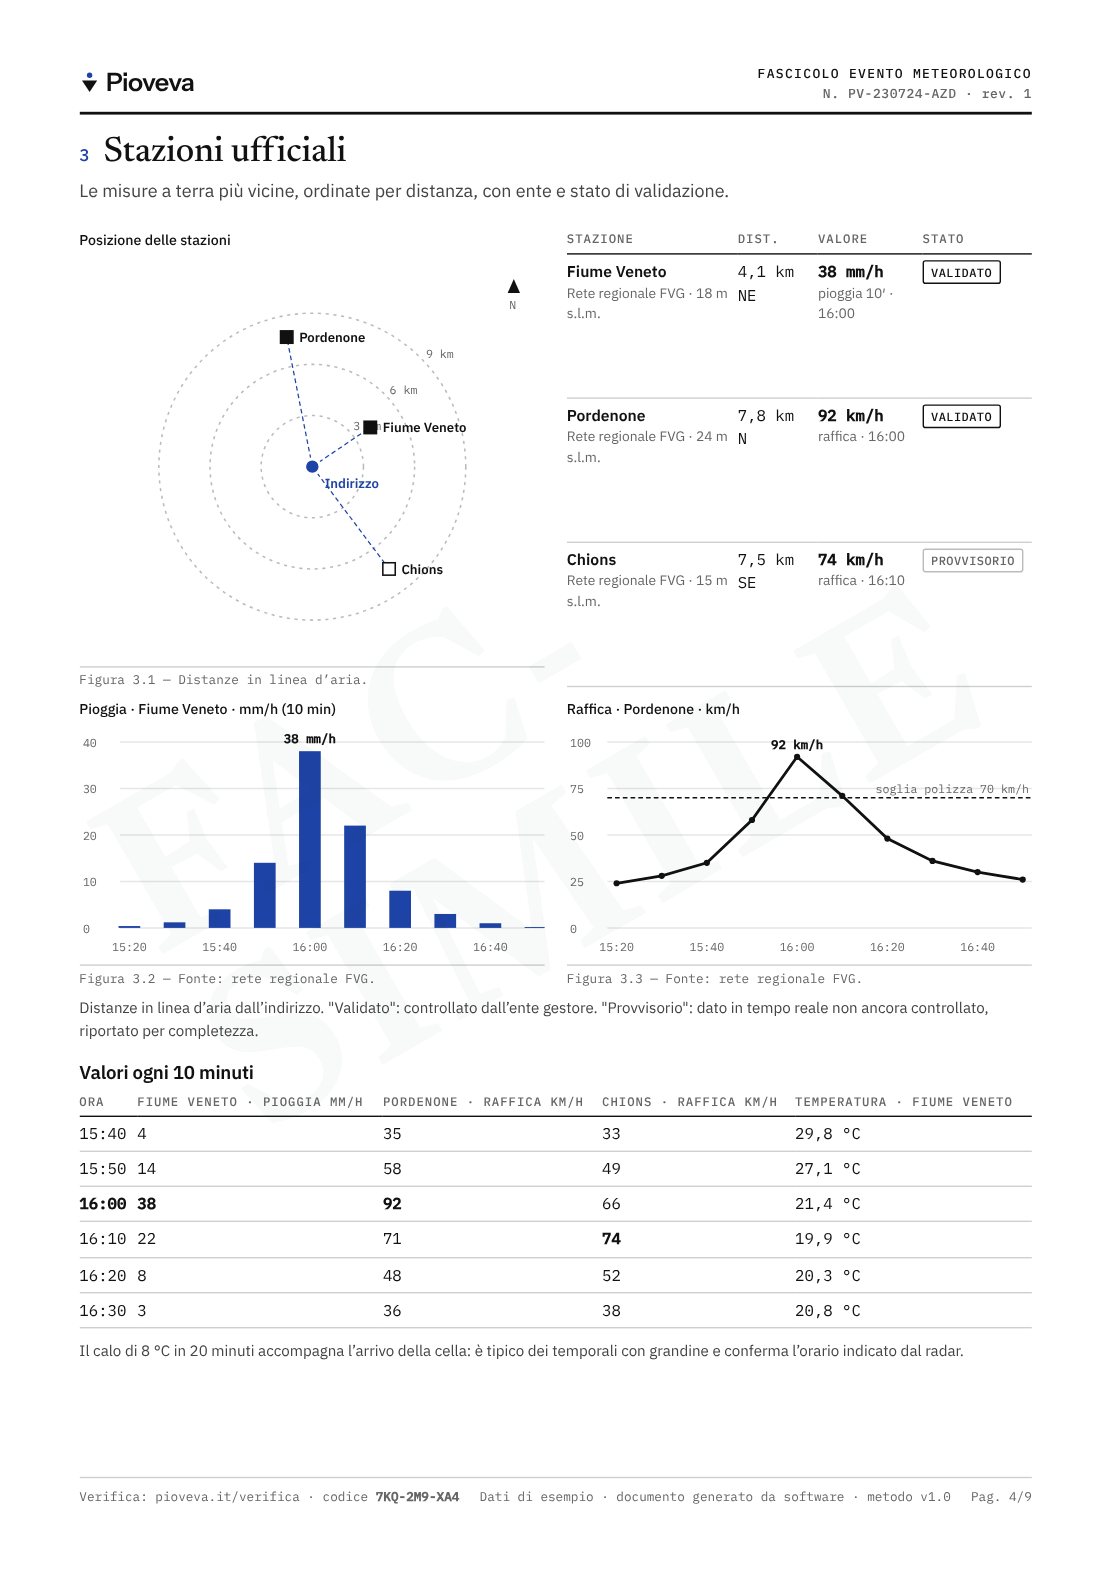 Pioveva
FASCICOLO EVENTO METEOROLOGICO
N. PV-230724-AZD · rev. 1
3 Stazioni ufficiali
Le misure a terra più vicine, ordinate per distanza, con ente e stato di validazione.
Posizione delle stazioni
N
Pordenone
9 km
6 km
3
Fiume Veneto
Indirizzo
Chions
Figura 3.1 — Distanze in linea d’aria.
STAZIONE DIST. VALORE STATO
Fiume Veneto 4,1 km 38 mm/h VALIDATO
Rete regionale FVG · 18 m NE pioggia 10′ ·
s.l.m. 16:00
Pordenone 7,8 km 92 km/h VALIDATO
Rete regionale FVG · 24 m N raffica · 16:00
s.l.m.
Chions 7,5 km 74 km/h PROVVISORIO
Rete regionale FVG · 15 m SE raffica · 16:10
s.l.m.
FAC-
SIMILE
Pioggia · Fiume Veneto · mm/h (10 min)
38 mm/h
40
30
20
10
0
15:20 15:40 16:00 16:20 16:40
Figura 3.2 — Fonte: rete regionale FVG.
Raffica · Pordenone · km/h
92 km/h
100
soglia polizza 70 km/h
75
50
25
0
15:20 15:40 16:00 16:20 16:40
Figura 3.3 — Fonte: rete regionale FVG.
Distanze in linea d’aria dall’indirizzo. "Validato": controllato dall’ente gestore. "Provvisorio": dato in tempo reale non ancora controllato,
riportato per completezza.
Valori ogni 10 minuti
ORA FIUME VENETO · PIOGGIA MM/H PORDENONE · RAFFICA KM/H CHIONS · RAFFICA KM/H TEMPERATURA · FIUME VENETO
15:40 4 35 33 29,8 °C
15:50 14 58 49 27,1 °C
16:00 38 92 66 21,4 °C
16:10 22 71 74 19,9 °C
16:20 8 48 52 20,3 °C
16:30 3 36 38 20,8 °C
Il calo di 8 °C in 20 minuti accompagna l’arrivo della cella: è tipico dei temporali con grandine e conferma l’orario indicato dal radar.
Verifica: pioveva.it/verifica · codice 7KQ-2M9-XA4 Dati di esempio · documento generato da software · metodo v1.0 Pag. 4/9